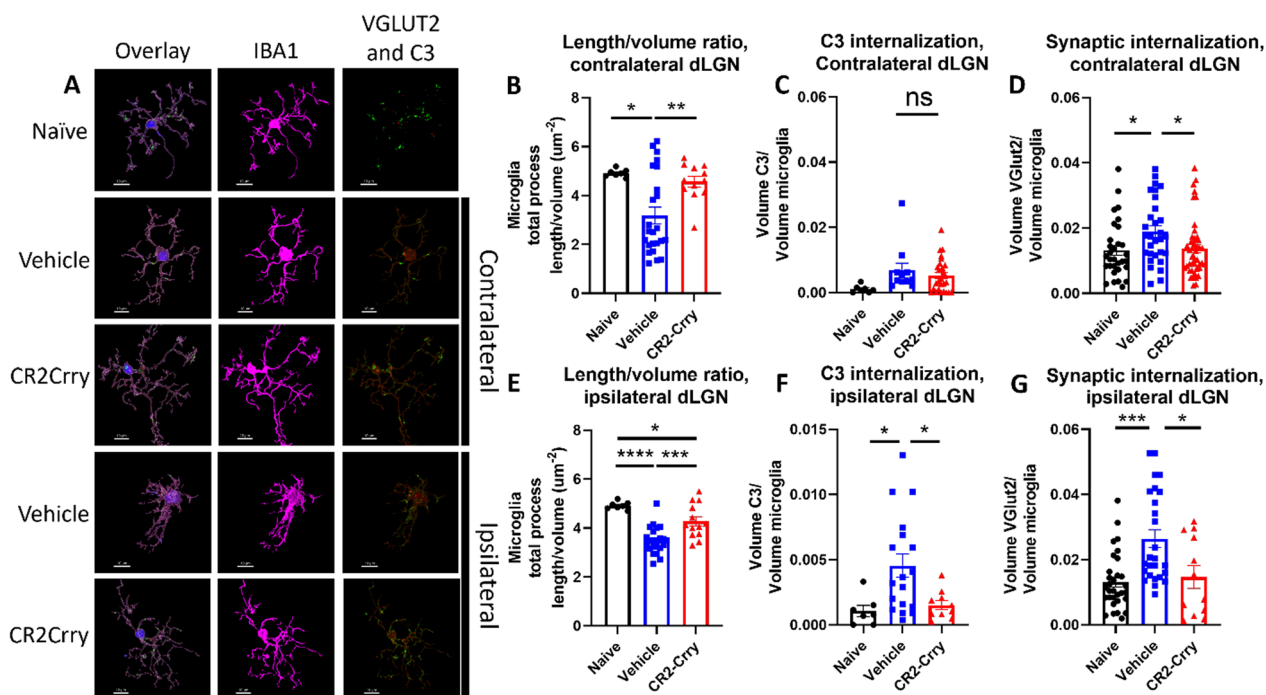 VGLUT2
Overlay IBA1 and C3
A
Naïve
Vehicle
CR2Crry
Vehicle
CR2Crry
Contralateral
Ipsilateral
B
Length/volume ratio,
contralateral dLGN
Microglia
total process
length/volume (um-2)
8
6
4
2
0
* **
Naive
Vehicle
CR2-Crry
C
C3 internalization,
Contralateral dLGN
Volume C3/
Volume microglia
0.06
0.04
0.02
0.00
ns
Naive
Vehicle
CR2-Crry
D
Synaptic internalization,
contralateral dLGN
Volume VGlut2/
Volume microglia
0.06
0.04
0.02
0.00
* *
Naive
Vehicle
CR2-Crry
E
Length/volume ratio,
ipsilateral dLGN
Microglia
total process
length/volume (um-2)
8
6
4
2
0
*
**** ***
Naive
Vehicle
CR2-Crry
F
C3 internalization,
ipsilateral dLGN
Volume C3/
Volume microglia
0.015
0.010
0.005
0.000
* *
Naive
Vehicle
CR2-Crry
G
Synaptic internalization,
ipsilateral dLGN
Volume VGlut2/
Volume microglia
0.06
0.04
0.02
0.00
*** *
Naive
Vehicle
CR2-Crry